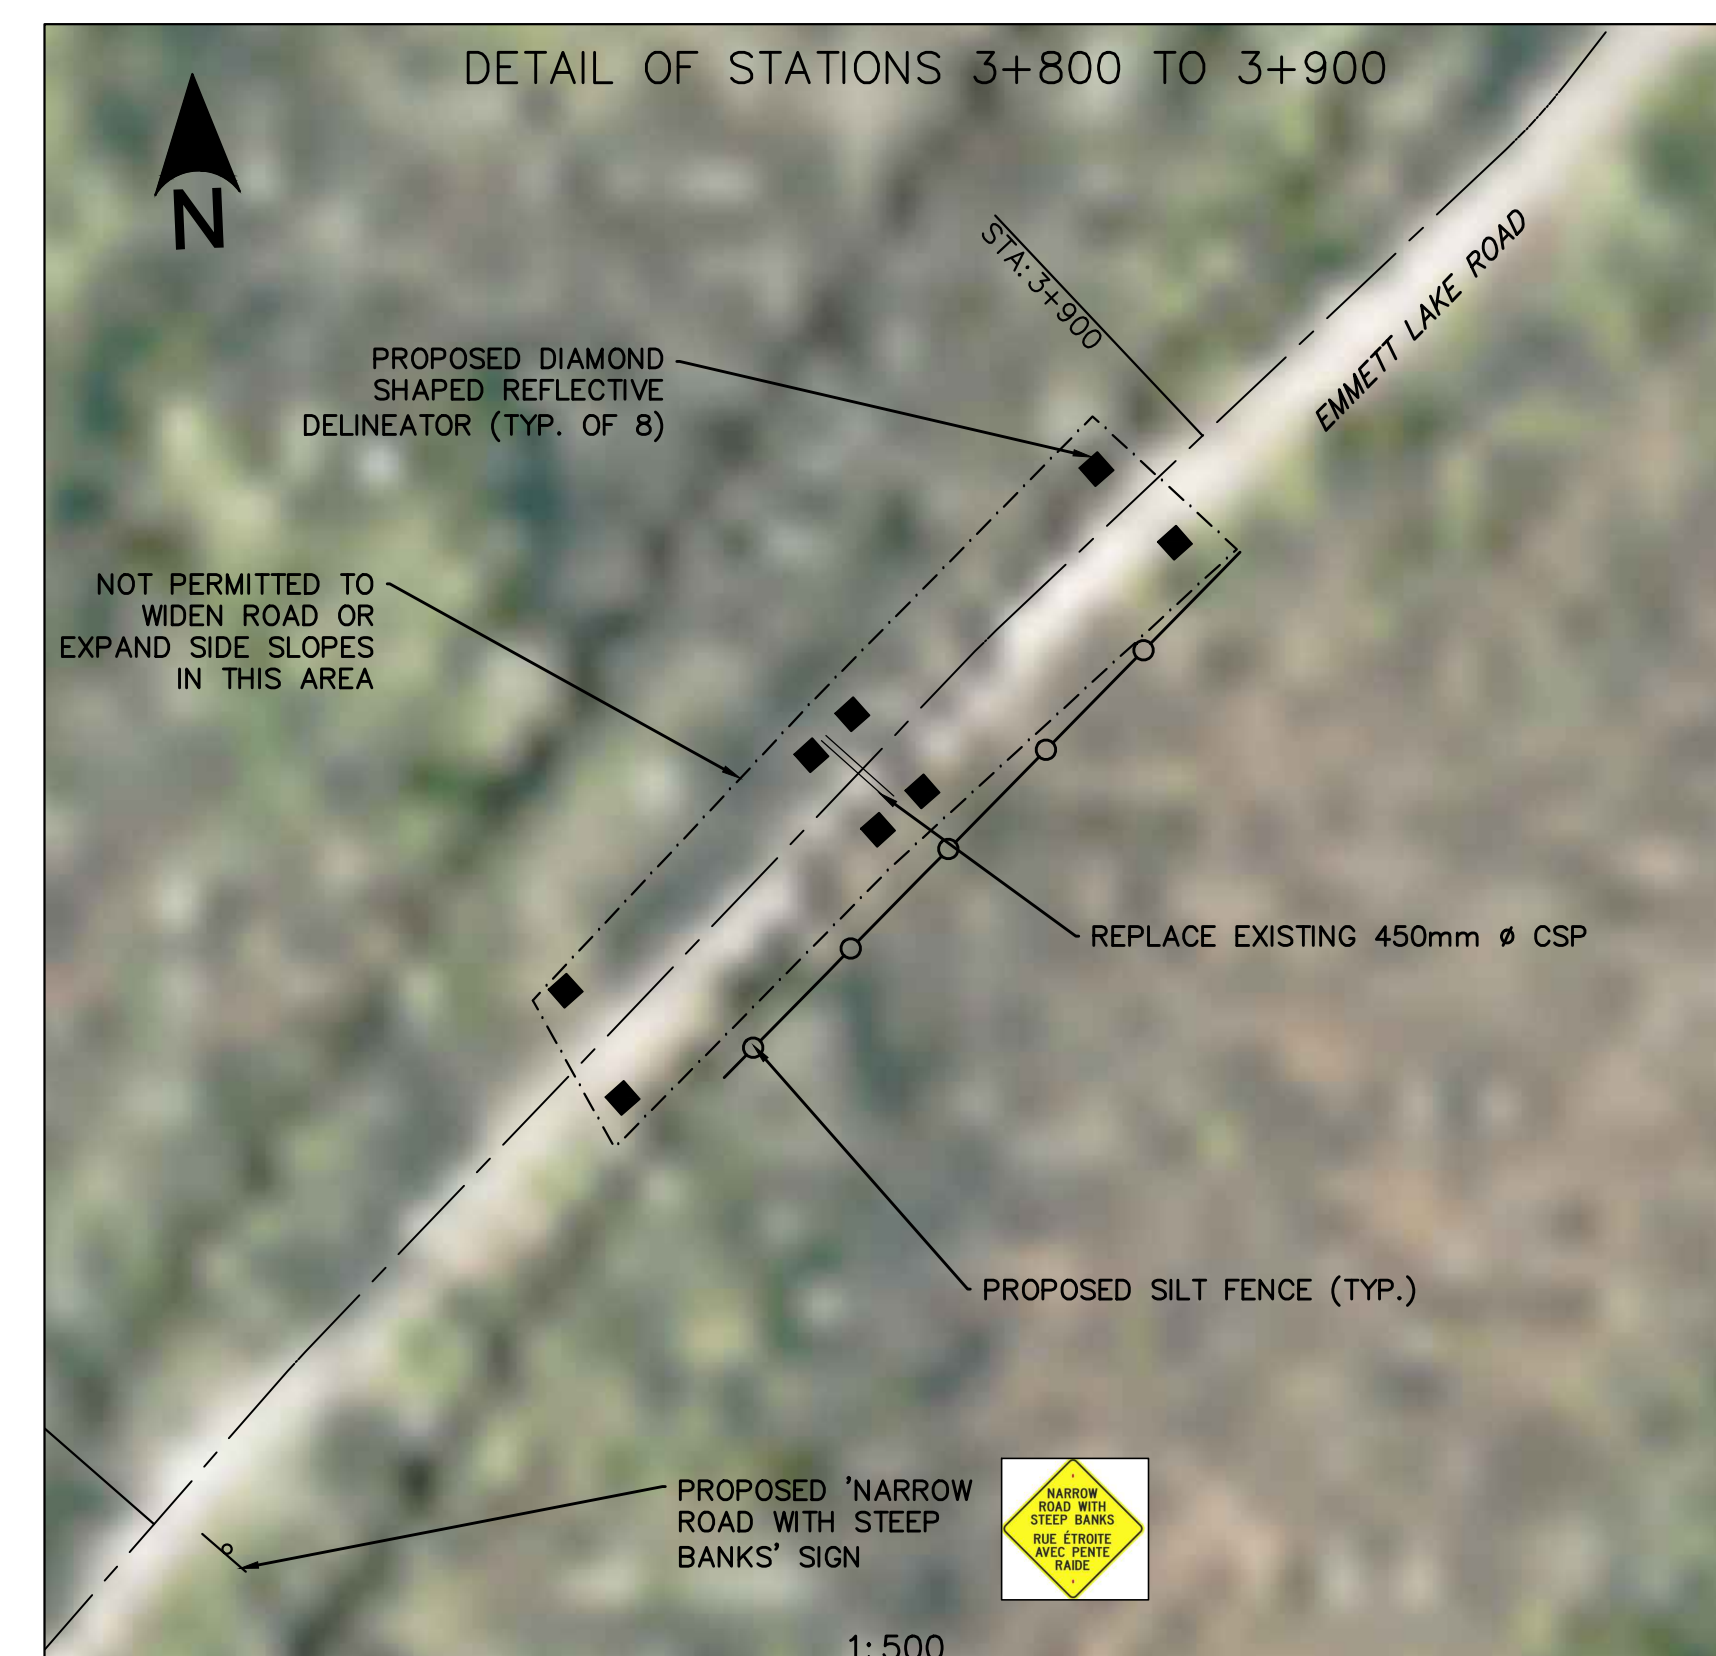 DETAIL OF STATIONS 3+800 TO 3+900
N
STA: 3+900
EMMETT LAKE ROAD
PROPOSED DIAMOND
SHAPED REFLECTIVE
DELINEATOR (TYP. OF 8)
NOT PERMITTED TO
WIDEN ROAD OR
EXPAND SIDE SLOPES
IN THIS AREA
REPLACE EXISTING 450mm ø CSP
PROPOSED SILT FENCE (TYP.)
PROPOSED 'NARROW
ROAD WITH STEEP
BANKS' SIGN
NARROW
ROAD WITH
STEEP BANKS
RUE ÉTROITE
AVEC PENTE
RAIDE
1:500